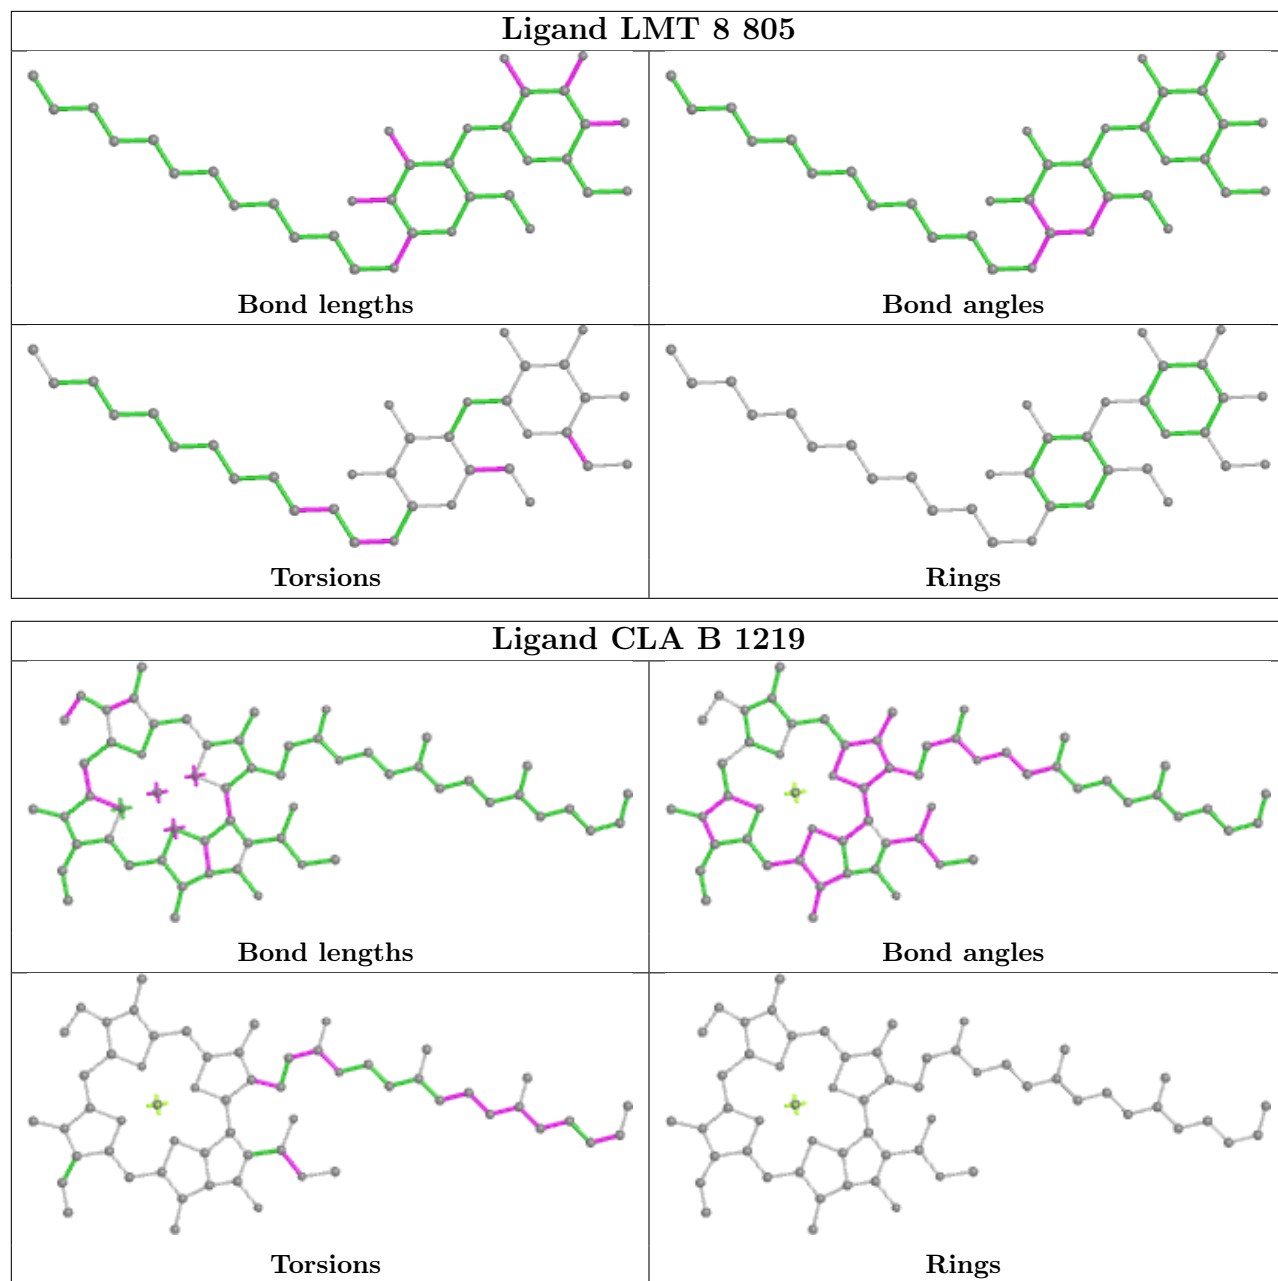 Ligand LMT 8 805
Bond lengths
Bond angles
Torsions
Rings
Ligand CLA B 1219
Bond lengths
Bond angles
Torsions
Rings